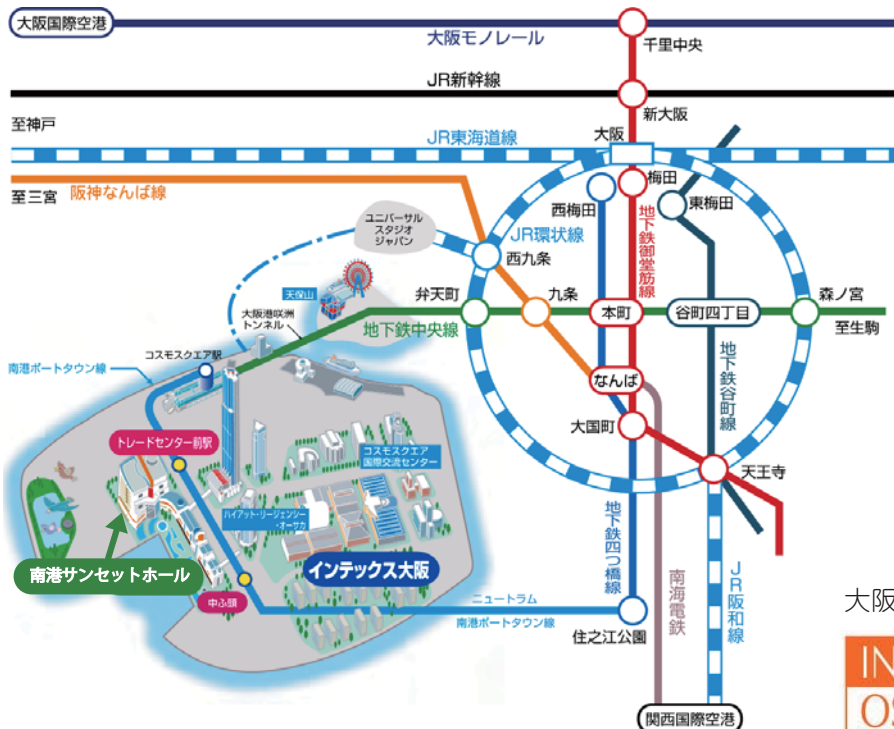 大阪国際空港
大阪モノレール
千里中央
JR新幹線
新大阪
至神戸
JR東海道線
大阪
至三宮
阪神なんば線
西梅田
梅田
東梅田
ユニバーサル
スタジオ
ジャパン
JR環状線
西九条
地下鉄御堂筋線
天保山
大阪港咲洲
トンネル
弁天町
九条
本町
谷町四丁目
森ノ宮
地下鉄中央線
至生駒
コスモスクエア駅
南港ポートタウン線
なんば
地下鉄谷町線
トレードセンター前駅
大国町
コスモスクエア
国際交流センター
天王寺
ハイアット・リージェンシー
・オーサカ
地下鉄四つ橋線
南港サンセットホール
インテックス大阪
南海電鉄
JR阪和線
中ふ頭
ニュートラム
南港ポートタウン線
住之江公園
関西国際空港
大阪
IN
OS